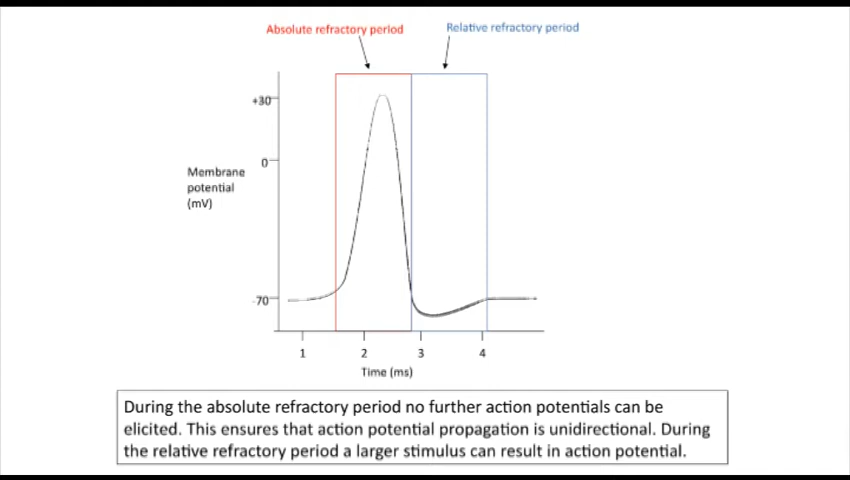 Absolute refractory period
Relative refractory period
+30
0
Membrane
potential
(mV)
-70
1 2 3 4
Time (ms)
During the absolute refractory period no further action potentials can be
elicited. This ensures that action potential propagation is unidirectional. During
the relative refractory period a larger stimulus can result in action potential.